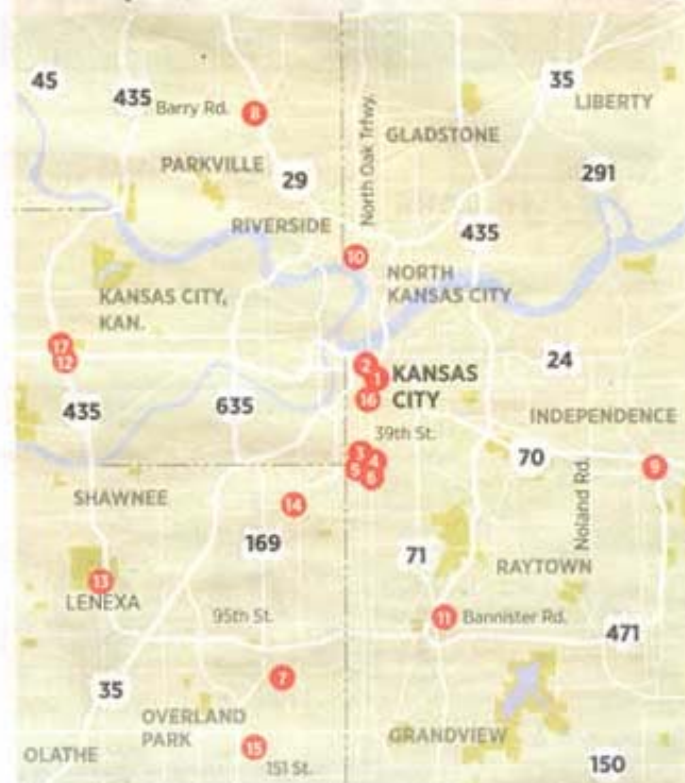 45
435
Barry Rd.
8
35
LIBERTY
North Oak Trfwy.
GLADSTONE
PARKVILLE
29
291
RIVERSIDE
435
10
NORTH
KANSAS CITY
KANSAS CITY,
KAN.
17
12
2
1
KANSAS
CITY
16
24
435
635
INDEPENDENCE
39th St.
3
4
5
6
70
Noland Rd.
9
SHAWNEE
14
169
71
RAYTOWN
13
LENEXA
95th St.
11
Bannister Rd.
471
35
7
OVERLAND
PARK
GRANDVIEW
OLATHE
15
151 St.
150